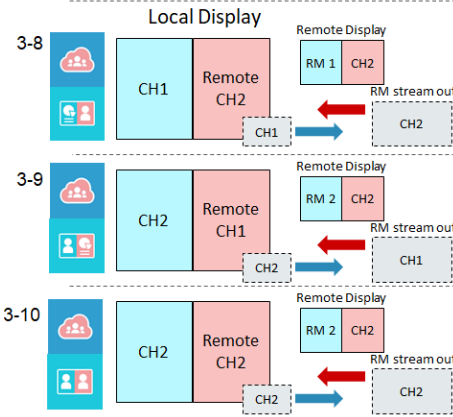 Local Display
3-8
CH1
Remote
CH2
CH1
Remote Display
RM 1
CH2
RM stream out
CH2
3-9
CH2
Remote
CH1
CH2
Remote Display
RM 2
CH2
RM stream out
CH1
3-10
CH2
Remote
CH2
CH2
Remote Display
RM 2
CH2
RM stream out
CH2